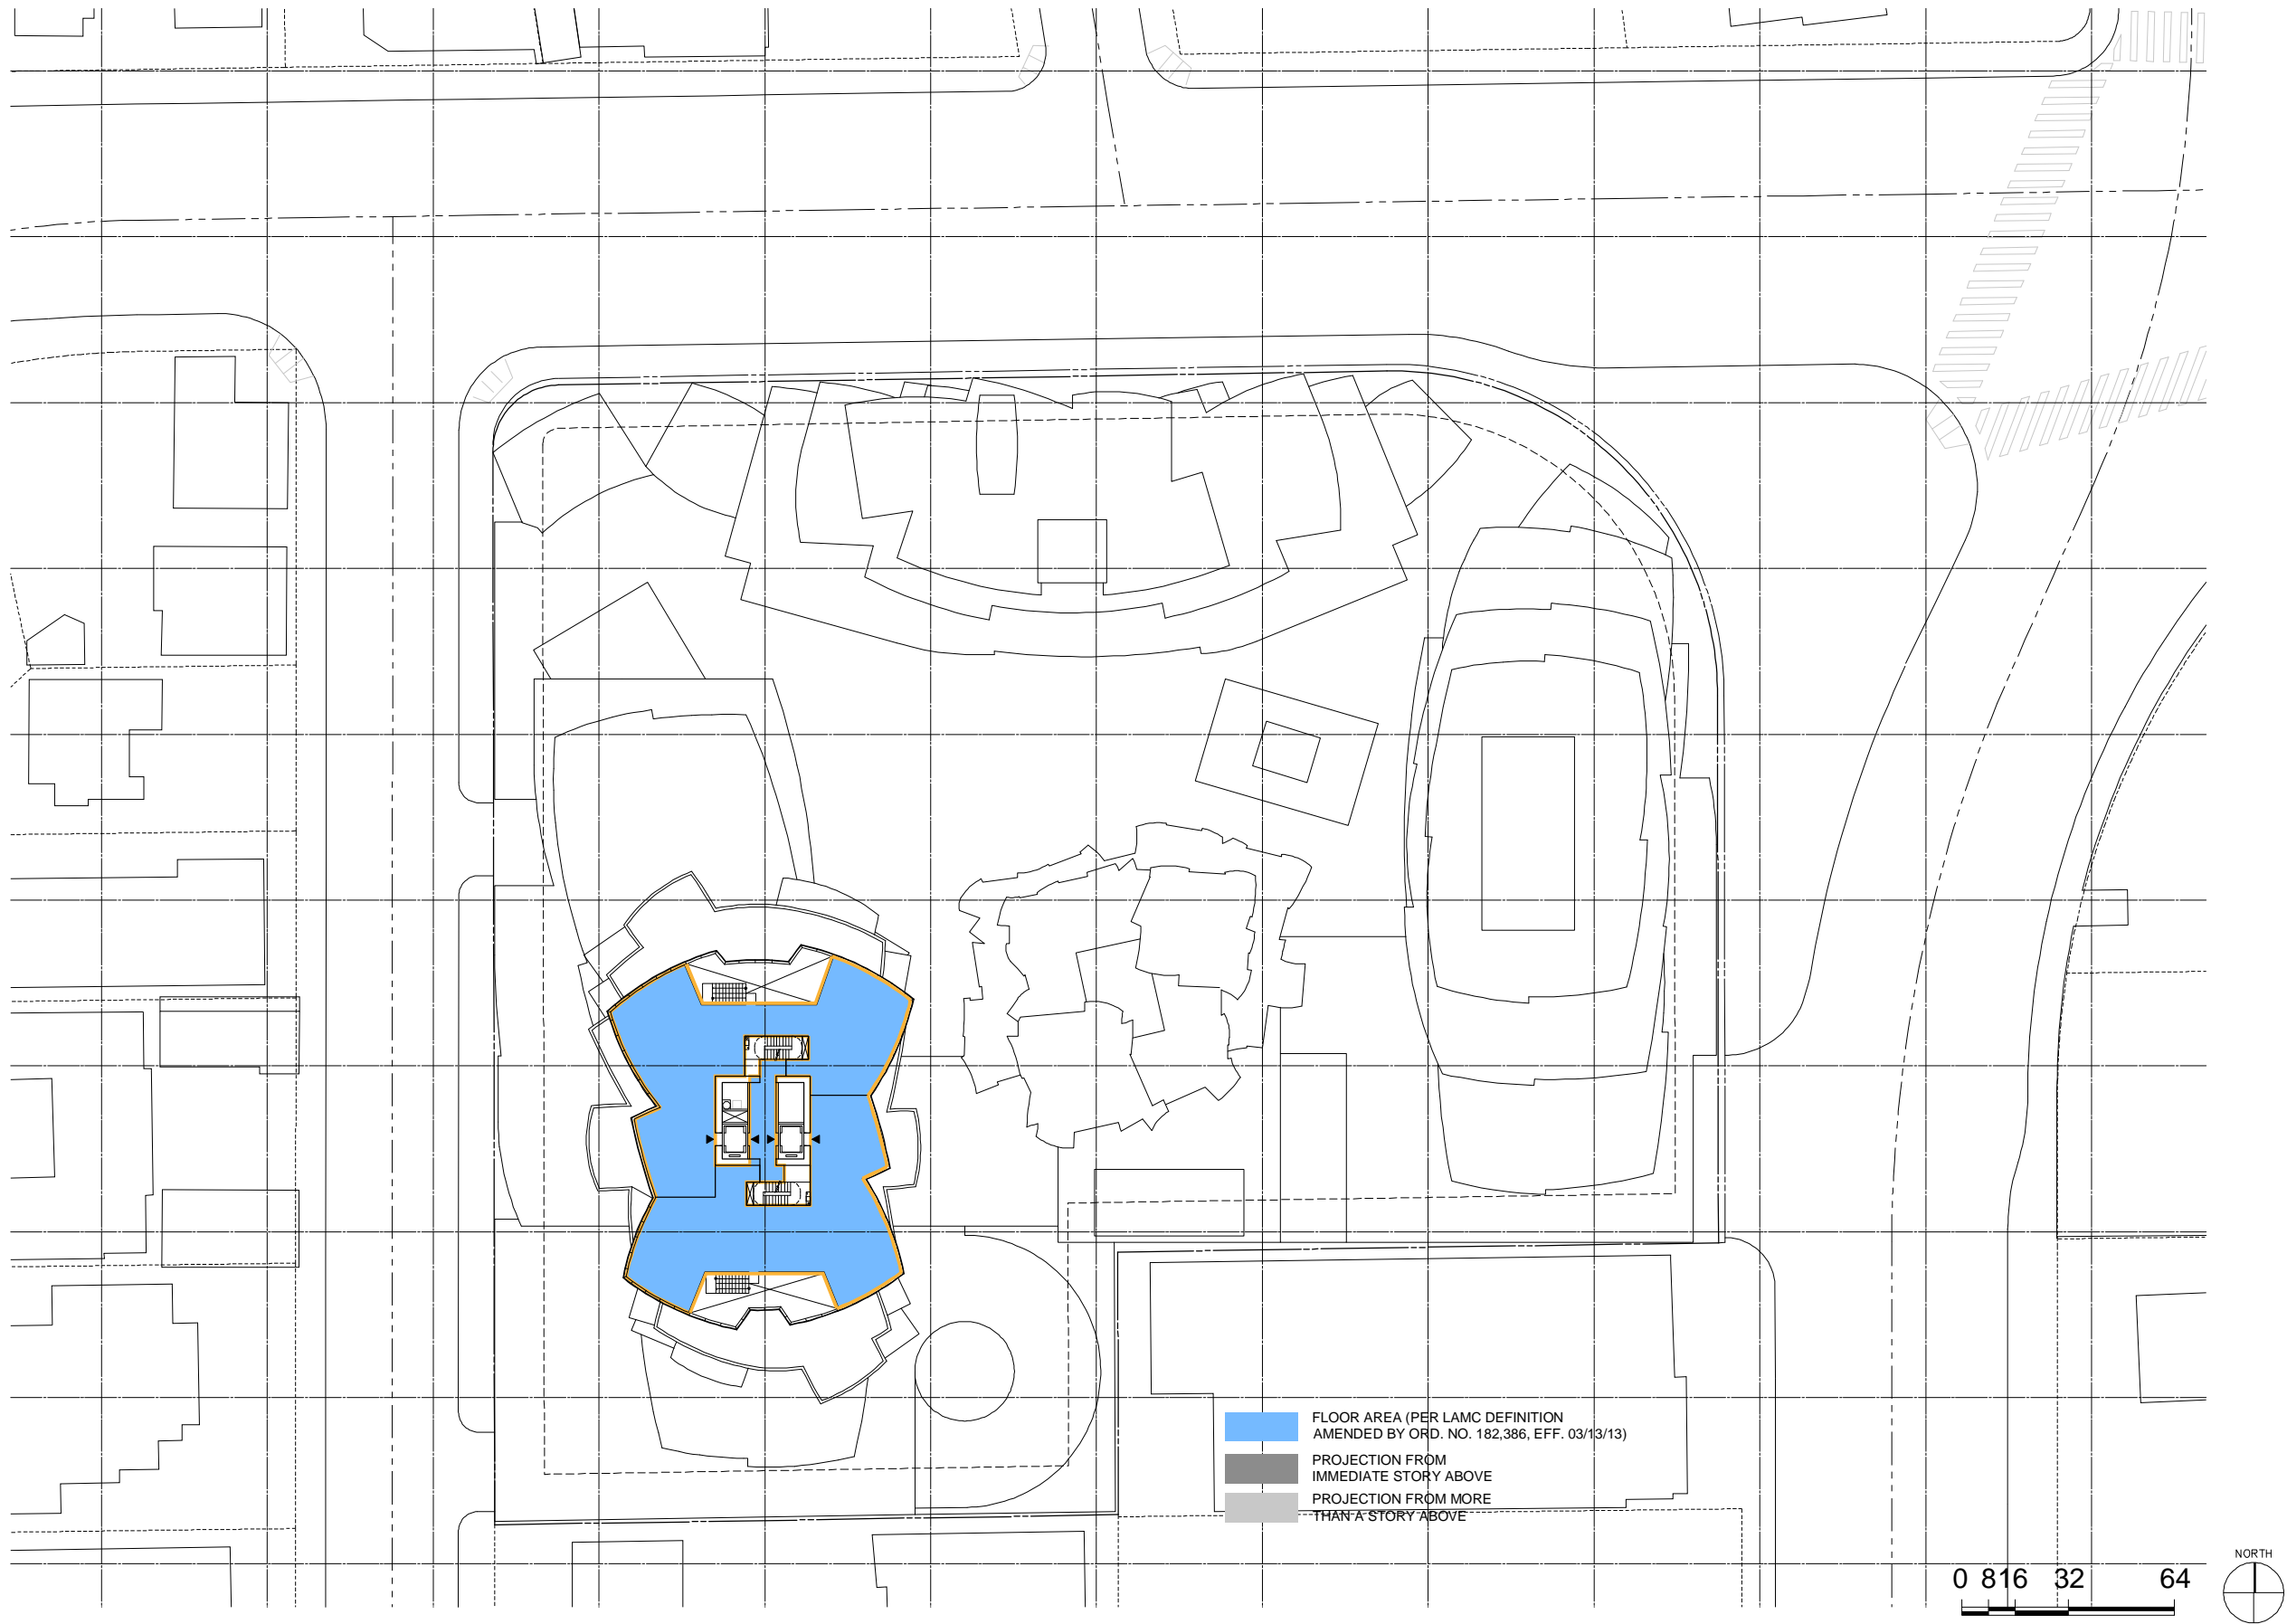 FLOOR AREA (PER LAMC DEFINITION
AMENDED BY ORD. NO. 182,386, EFF. 03/13/13)
PROJECTION FROM
IMMEDIATE STORY ABOVE
PROJECTION FROM MORE
THAN A STORY ABOVE
NORTH
0 8 16 32 64